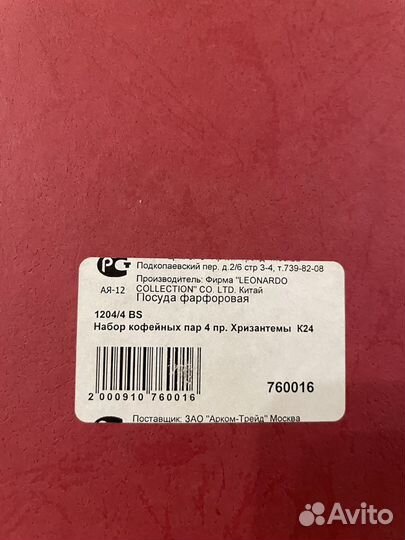 Подкопаевский пер. д.2/6 стр 3-4, т.739-82-08
Производитель: Фирма "LEONARDO
COLLECTION" CO. LTD. Китай
АЯ-12
Посуда фарфоровая
1204/4 BS
Набор кофейных пар 4 пр. Хризантемы К24
760016
2 000910 760016
Поставщик: ЗАО "Арком-Трейд" Москва
Avito